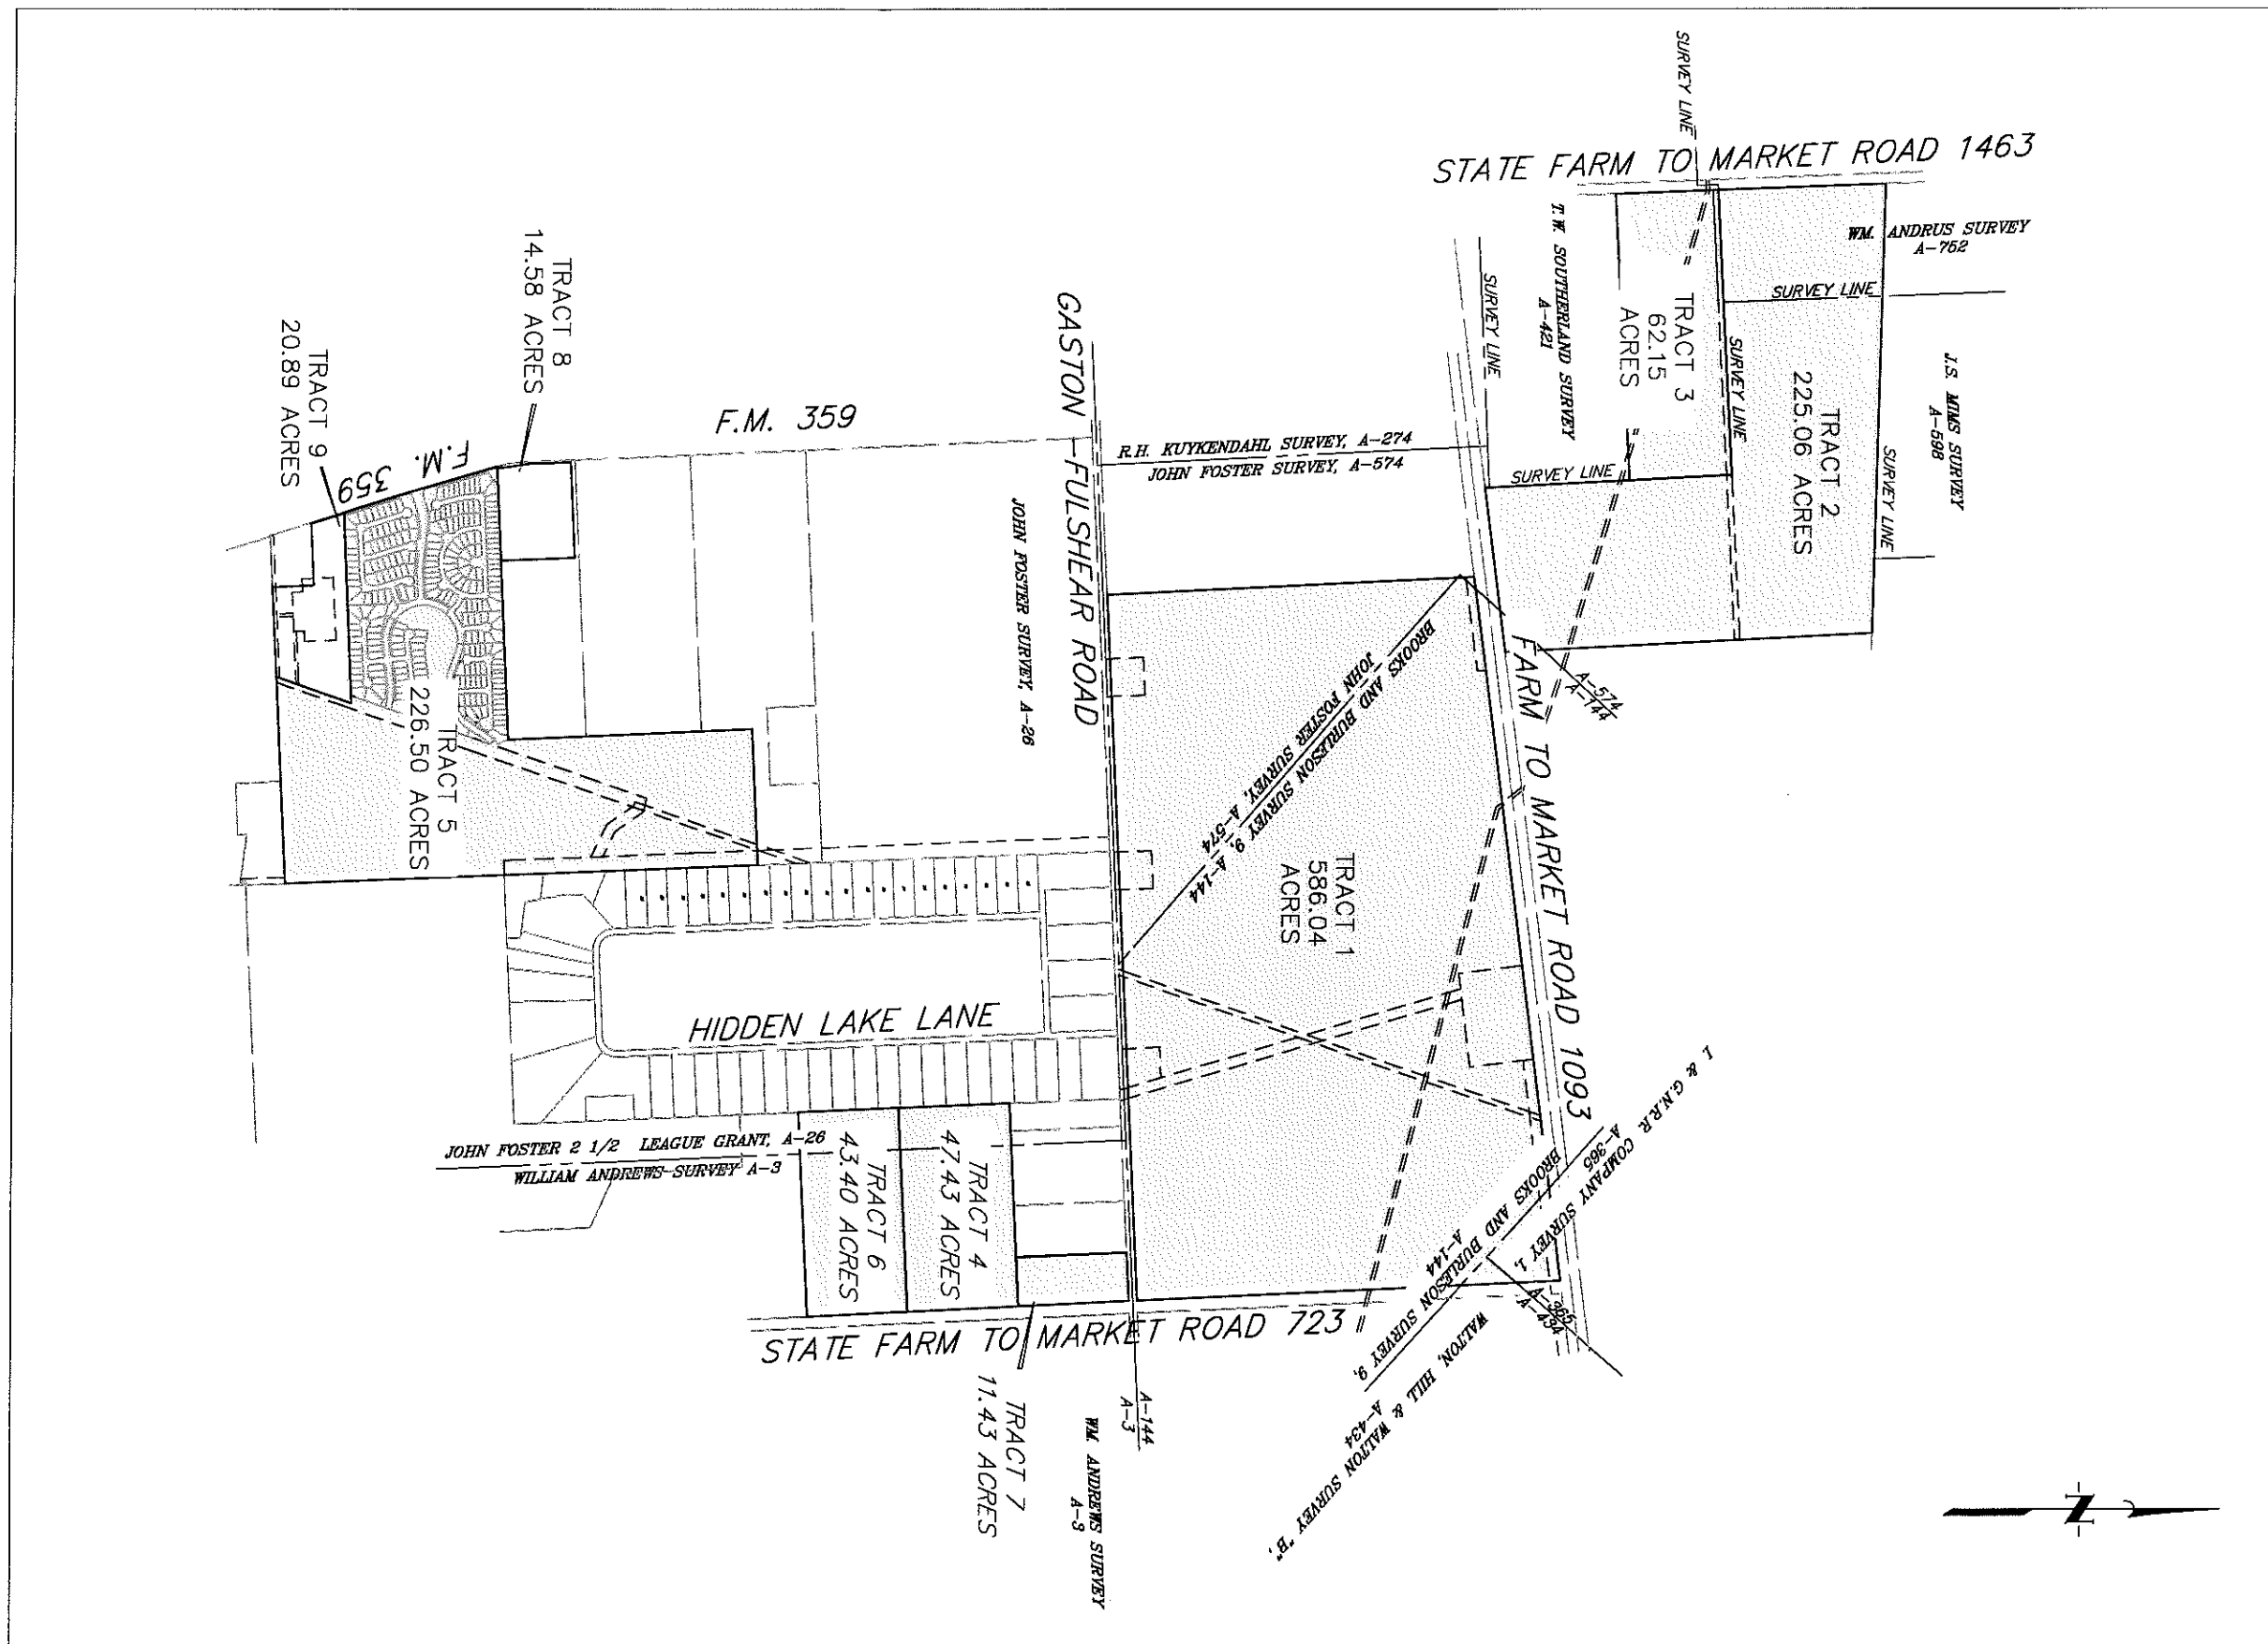 SURVEY LINE
STATE FARM TO MARKET ROAD 1463
WM. ANDRUS SURVEY
A-752
SURVEY LINE
J.S. MIMS SURVEY
A-598
SURVEY LINE
T.W. SOUTHERLAND SURVEY
A-421
TRACT 3
62.15
ACRES
SURVEY LINE
TRACT 2
225.06 ACRES
SURVEY LINE
SURVEY LINE
TRACT 8
14.58 ACRES
TRACT 9
20.89 ACRES
F.M. 359
F.M. 359
GASTON-FULSHEAR ROAD
R.H. KUYKENDAHL SURVEY, A-274
JOHN FOSTER SURVEY, A-574
JOHN FOSTER SURVEY, A-26
BROOKS AND BURLESON SURVEY 9, A-144
JOHN FOSTER SURVEY, A-574
A-574
A-144
FARM TO MARKET ROAD 1093
TRACT 5
226.50 ACRES
TRACT 1
586.04
ACRES
HIDDEN LAKE LANE
I. & G.N.R.R. COMPANY SURVEY 1,
A-365
BROOKS AND BURLESON SURVEY 9,
A-144
WALTON, HILL & WALTON SURVEY "B",
A-434
A-365
A-434
JOHN FOSTER 2 1/2 LEAGUE GRANT, A-26
WILLIAM ANDREWS SURVEY A-3
TRACT 6
43.40 ACRES
TRACT 4
47.43 ACRES
STATE FARM TO MARKET ROAD 723
TRACT 7
11.43 ACRES
A-144
A-3
WM. ANDREWS SURVEY
A-3
N